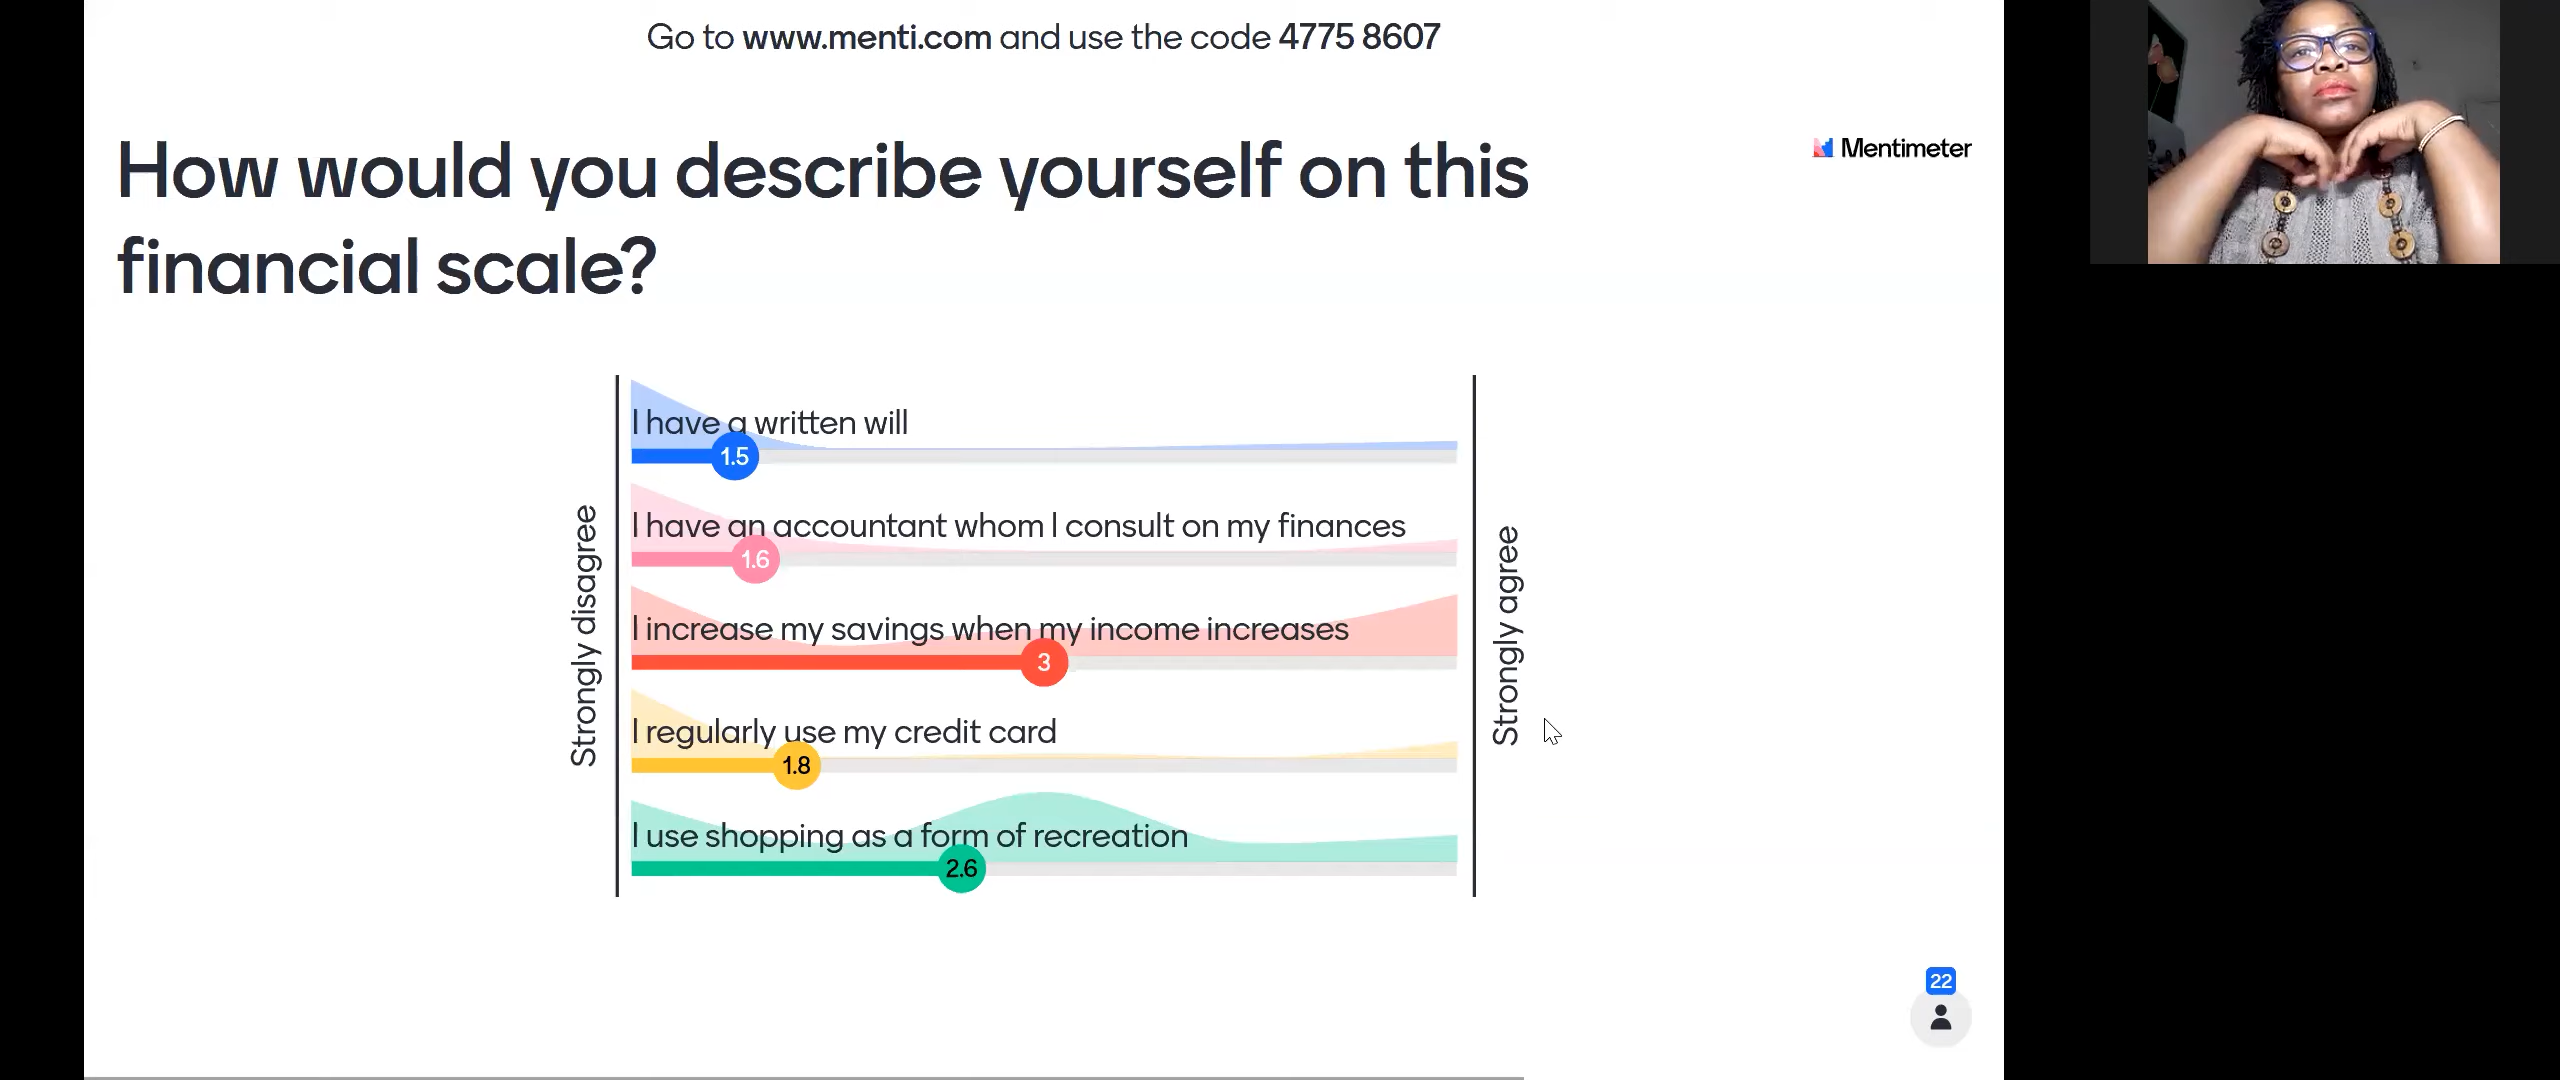 Go to www.menti.com and use the code 4775 8607
How would you describe yourself on this
financial scale?
Mentimeter
Strongly disagree
I have a written will
1.5
I have an accountant whom I consult on my finances
1.6
I increase my savings when my income increases
3
I regularly use my credit card
1.8
I use shopping as a form of recreation
2.6
Strongly agree
22